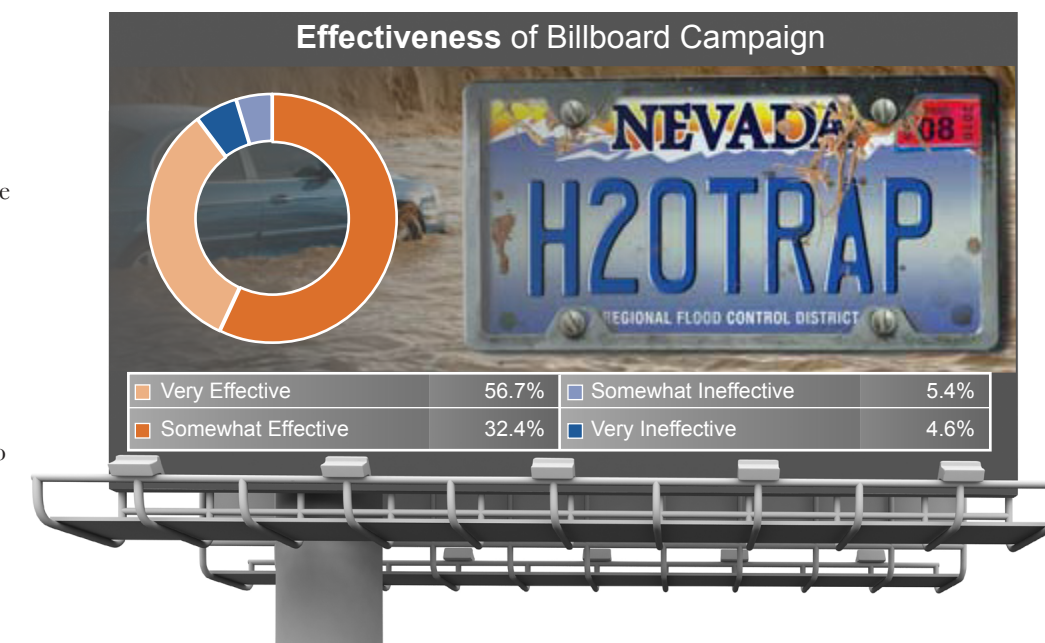 Effectiveness of Billboard Campaign
NEVADA
08
H2OTRAP
REGIONAL FLOOD CONTROL DISTRICT
Very Effective 56.7% Somewhat Ineffective 5.4%
Somewhat Effective 32.4% Very Ineffective 4.6%